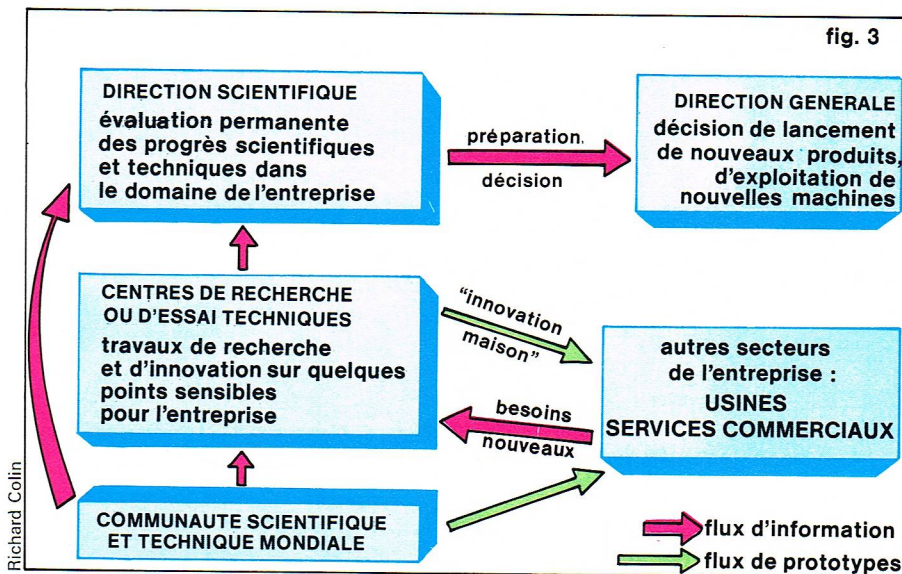 fig. 3
DIRECTION SCIENTIFIQUE
évaluation permanente
des progrès scientifiques
et techniques dans
le domaine de l'entreprise
préparation.
décision
DIRECTION GENERALE
décision de lancement
de nouveaux produits,
d'exploitation de
nouvelles machines
CENTRES DE RECHERCHE
OU D'ESSAI TECHNIQUES
travaux de recherche
et d'innovation sur quelques
points sensibles
pour l'entreprise
"innovation
maison"
besoins
nouveaux
autres secteurs
de l'entreprise :
USINES
SERVICES COMMERCIAUX
COMMUNAUTE SCIENTIFIQUE
ET TECHNIQUE MONDIALE
flux d'information
flux de prototypes
Richard Colin